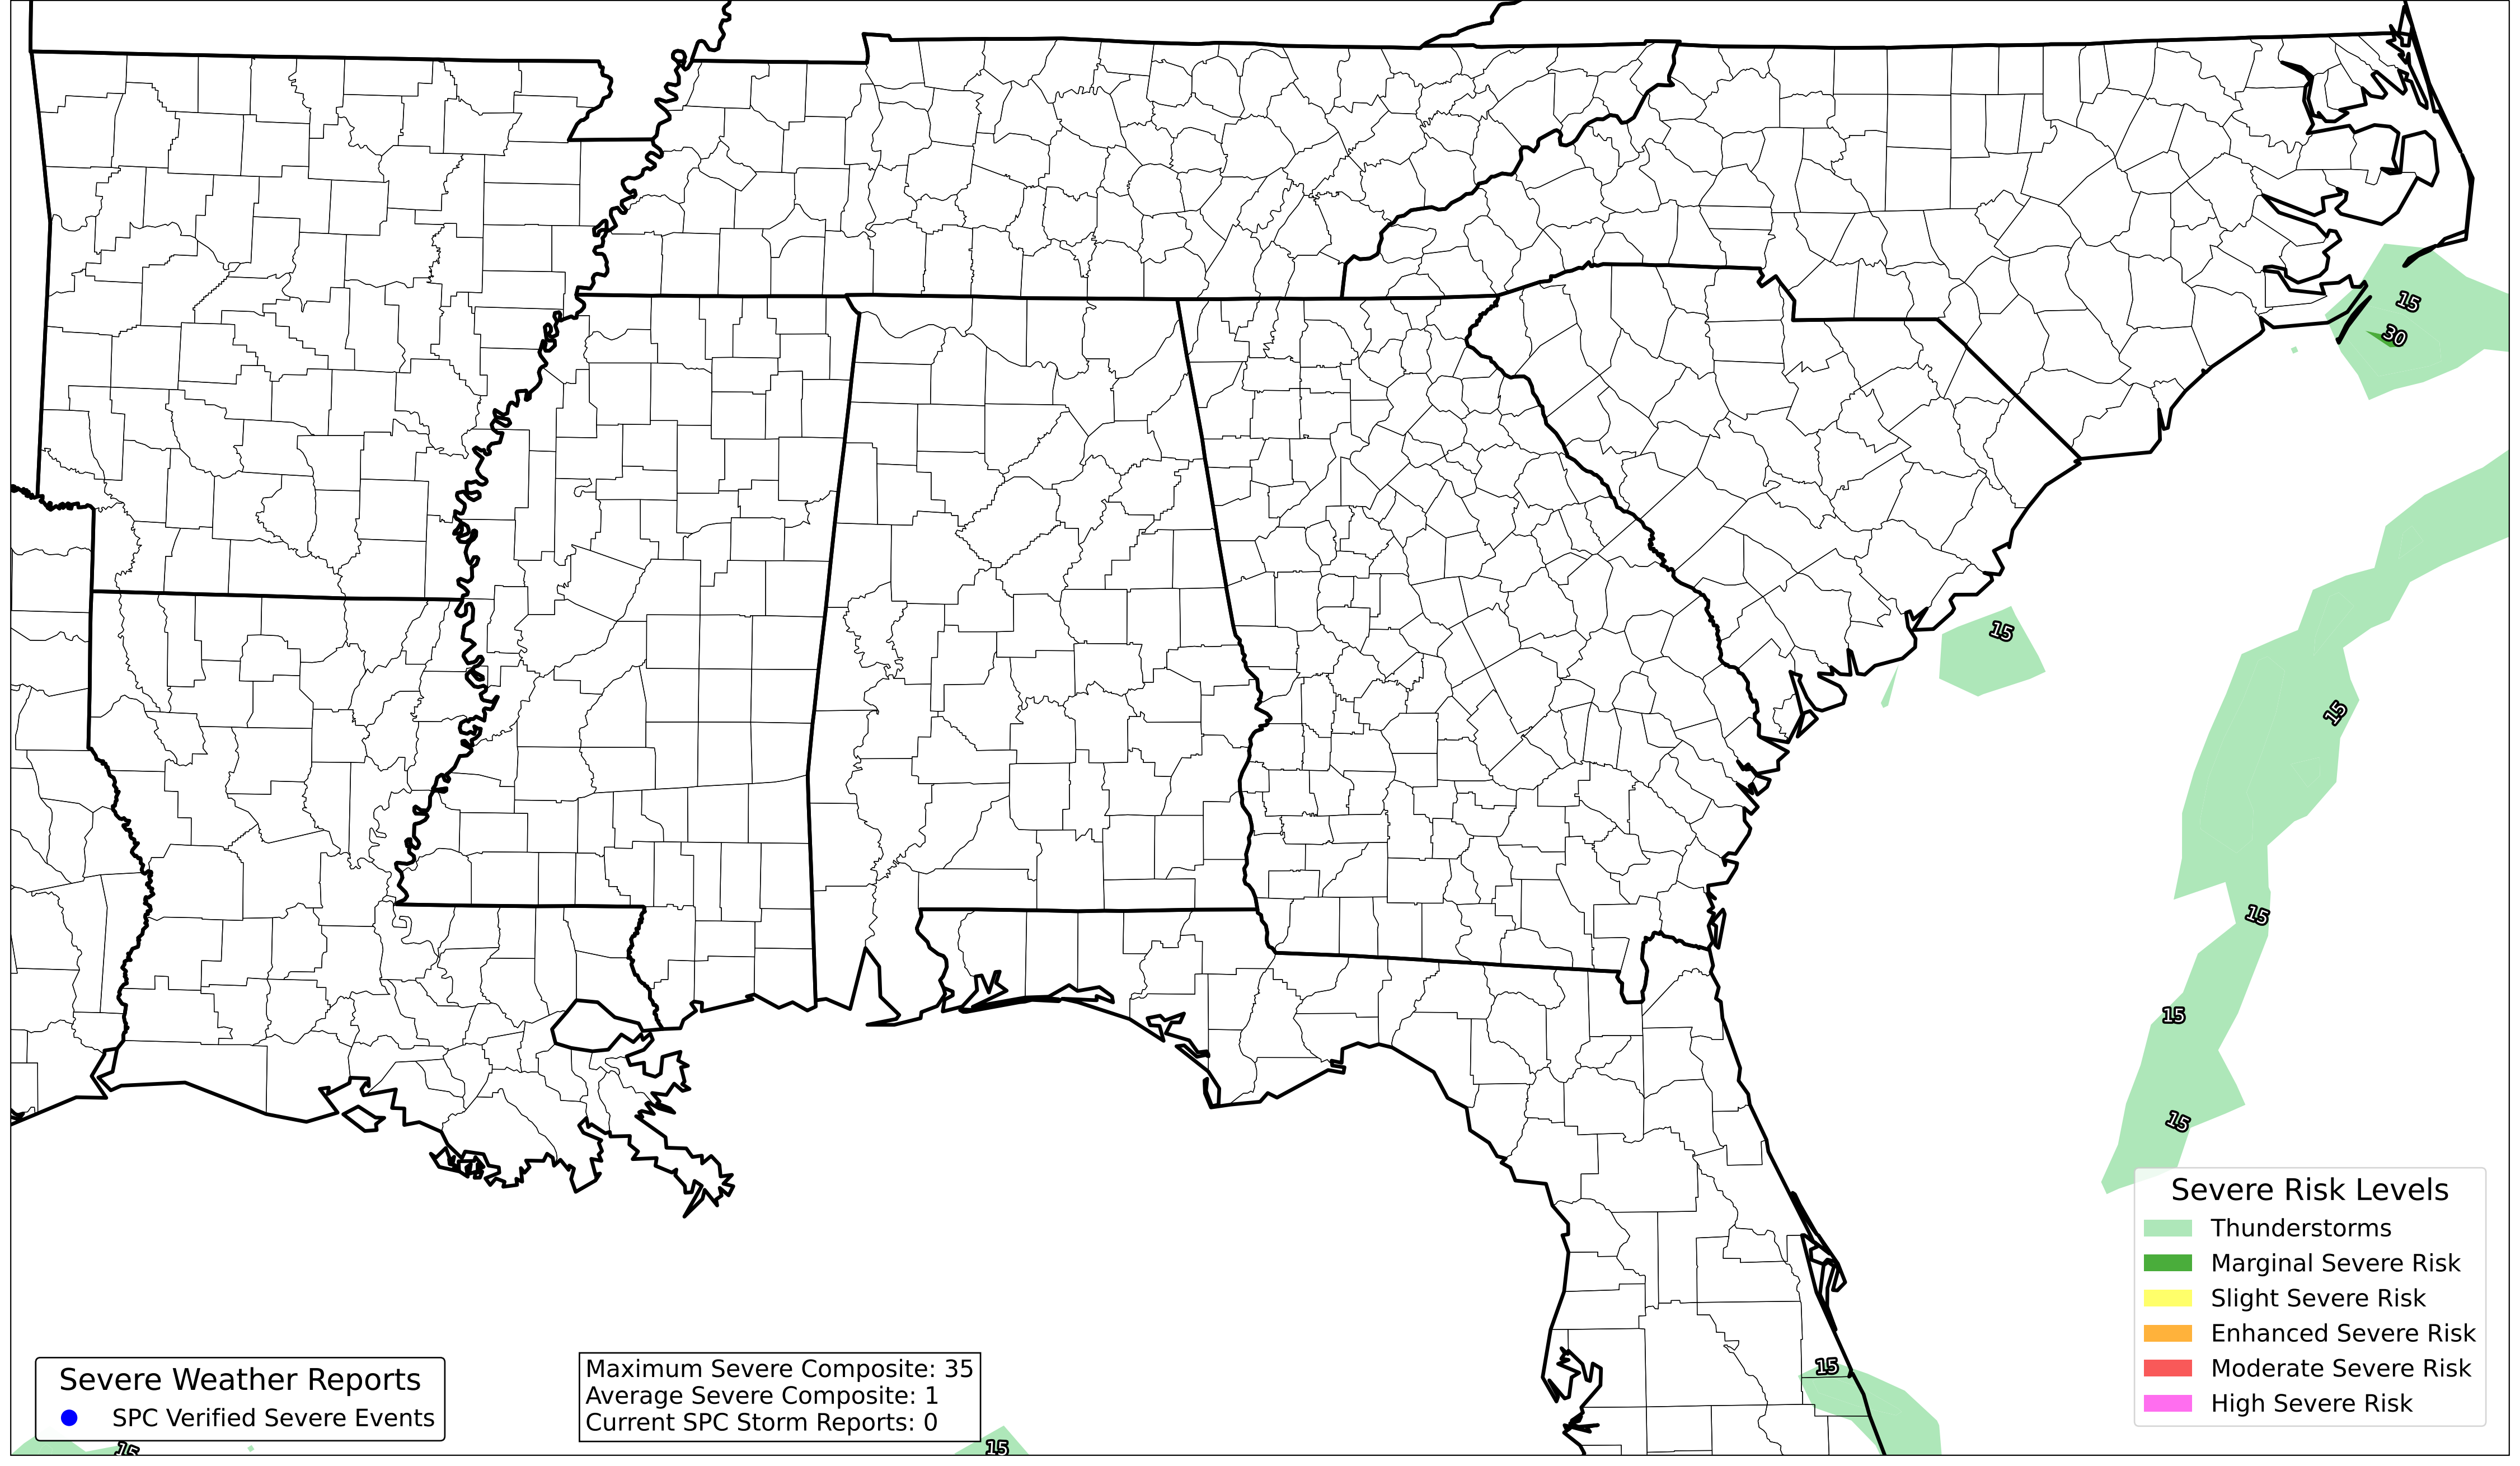 15
30
15
15
15
15
15
Severe Risk Levels
Thunderstorms
Marginal Severe Risk
Slight Severe Risk
Enhanced Severe Risk
Moderate Severe Risk
High Severe Risk
15
Maximum Severe Composite: 35
Average Severe Composite: 1
Current SPC Storm Reports: 0
Severe Weather Reports
SPC Verified Severe Events
15
15